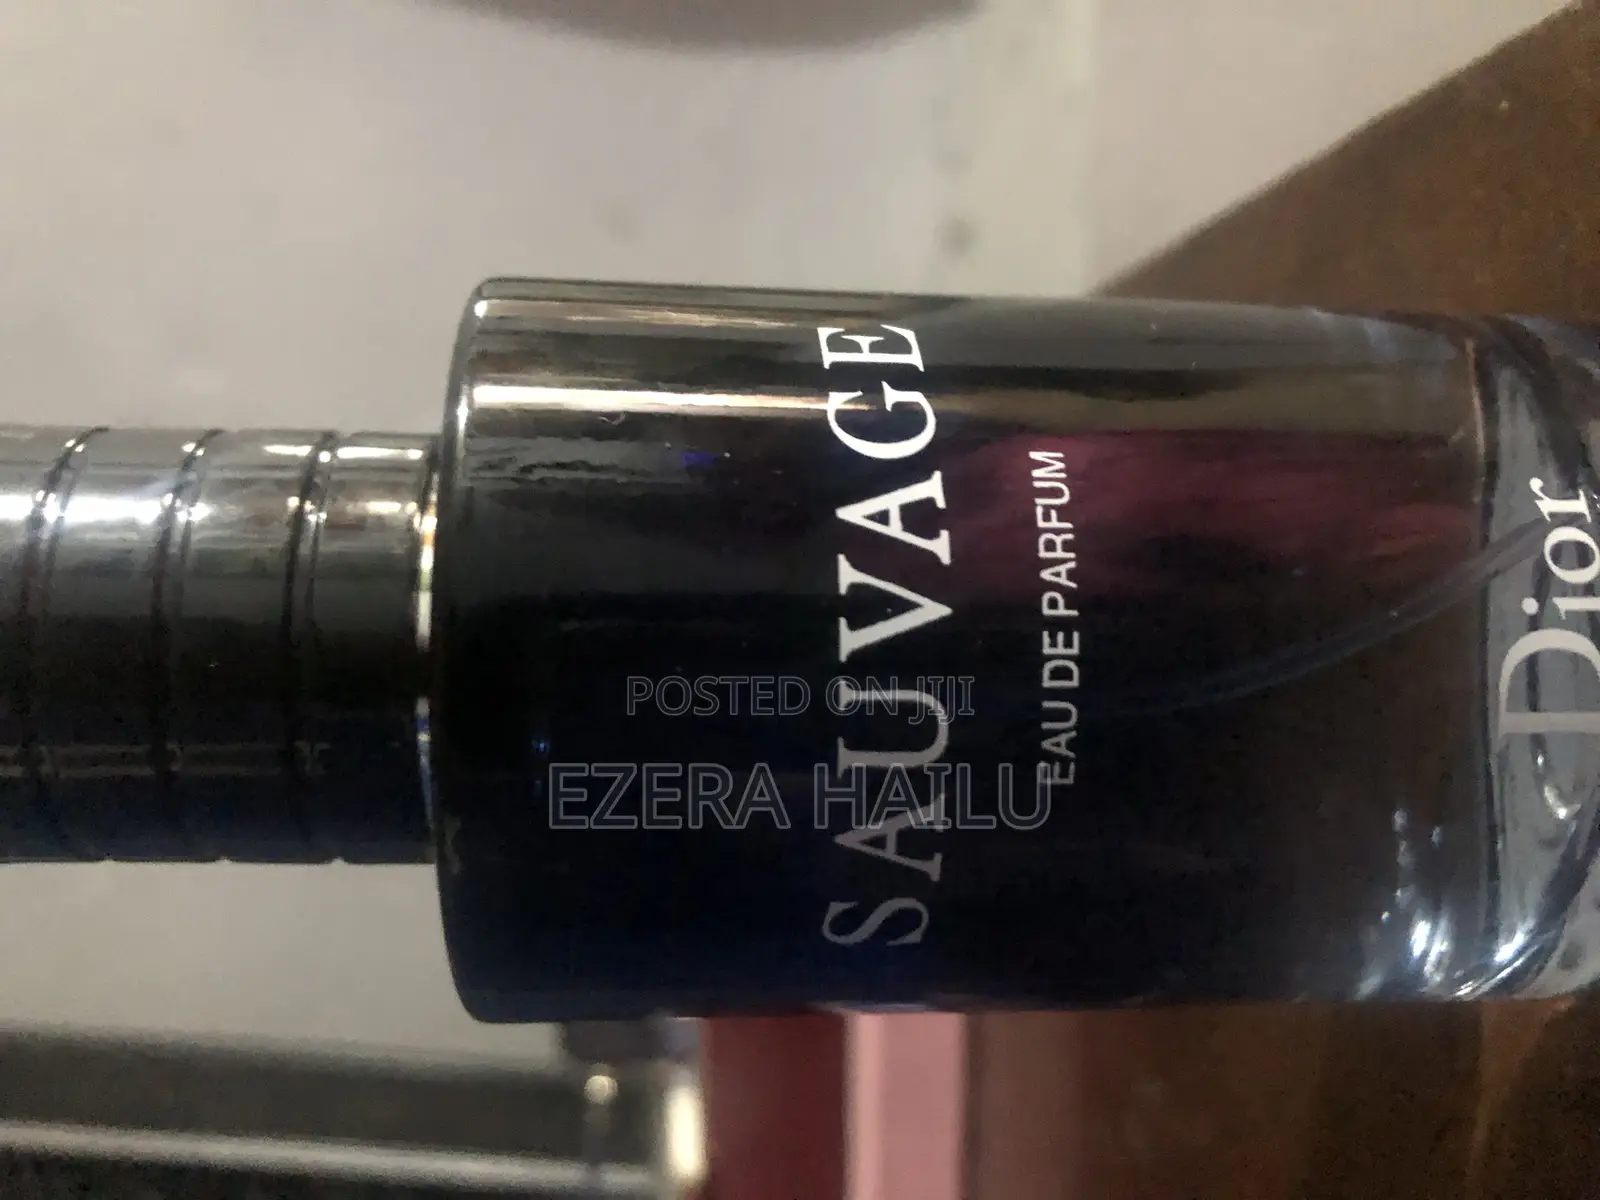 SAUVAGE
EAU DE PARFUM
Dior
POSTED ON JIJI
EZERA HAILU